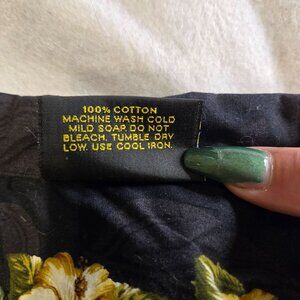 100% COTTON
MACHINE WASH COLD
MILD SOAP. DO NOT
BLEACH. TUMBLE DRY
LOW. USE COOL IRON.